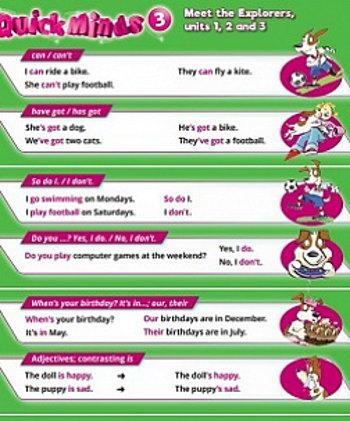 Quick Minds 3
Meet the Explorers,
units 1, 2 and 3
can / can't
I can ride a bike.
They can fly a kite.
She can't play football.
have got / has got
She's got a dog.
He's got a bike.
We've got two cats.
They've got a football.
So do I. / I don't.
I go swimming on Mondays.
So do I.
I play football on Saturdays.
I don't.
Do you ...? Yes, I do. / No, I don't.
Do you play computer games at the weekend?
Yes, I do.
No, I don't.
When's your birthday? It's in...; our, their
When's your birthday?
Our birthdays are in December.
It's in May.
Their birthdays are in July.
Adjectives; contrasting is
The doll is happy. → The doll's happy.
The puppy is sad. → The puppy's sad.